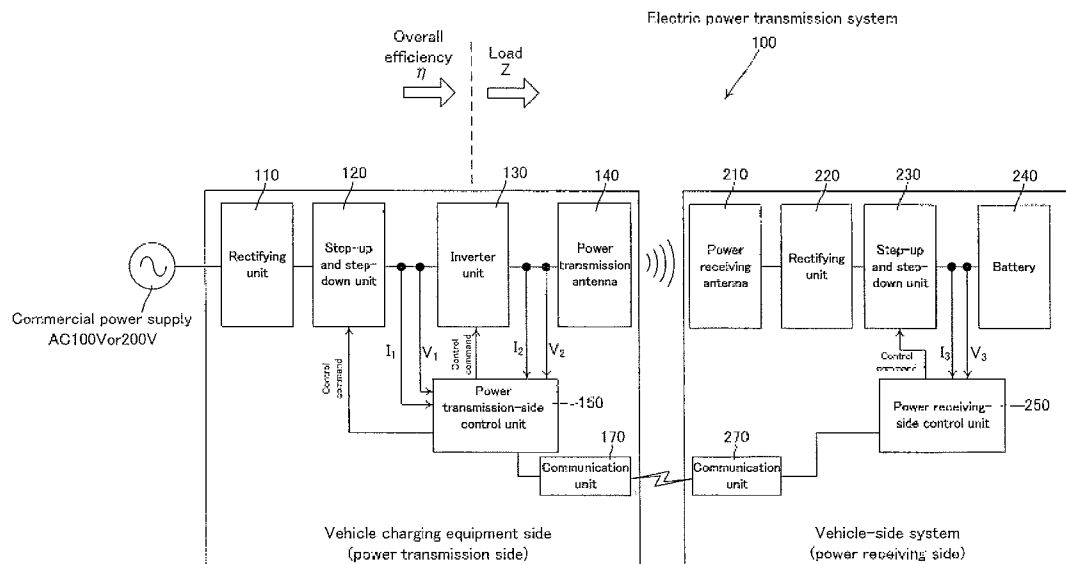 Electric power transmission system
100
Overall
efficiency
η
Load
Z
110
120
130
140
210
220
230
240
Rectifying
unit
Step-up
and step-
down unit
Inverter
unit
Power
transmission
antenna
Power
receiving
antenna
Rectifying
unit
Step-up
and step-
down unit
Battery
Commercial power supply
AC100Vor200V
I1
V1
I2
V2
I3
V3
Control
command
Control
command
Control
command
Power
transmission-side
control unit
150
Power receiving-
side control unit
250
170
270
Communication
unit
Communication
unit
Vehicle charging equipment side
(power transmission side)
Vehicle-side system
(power receiving side)